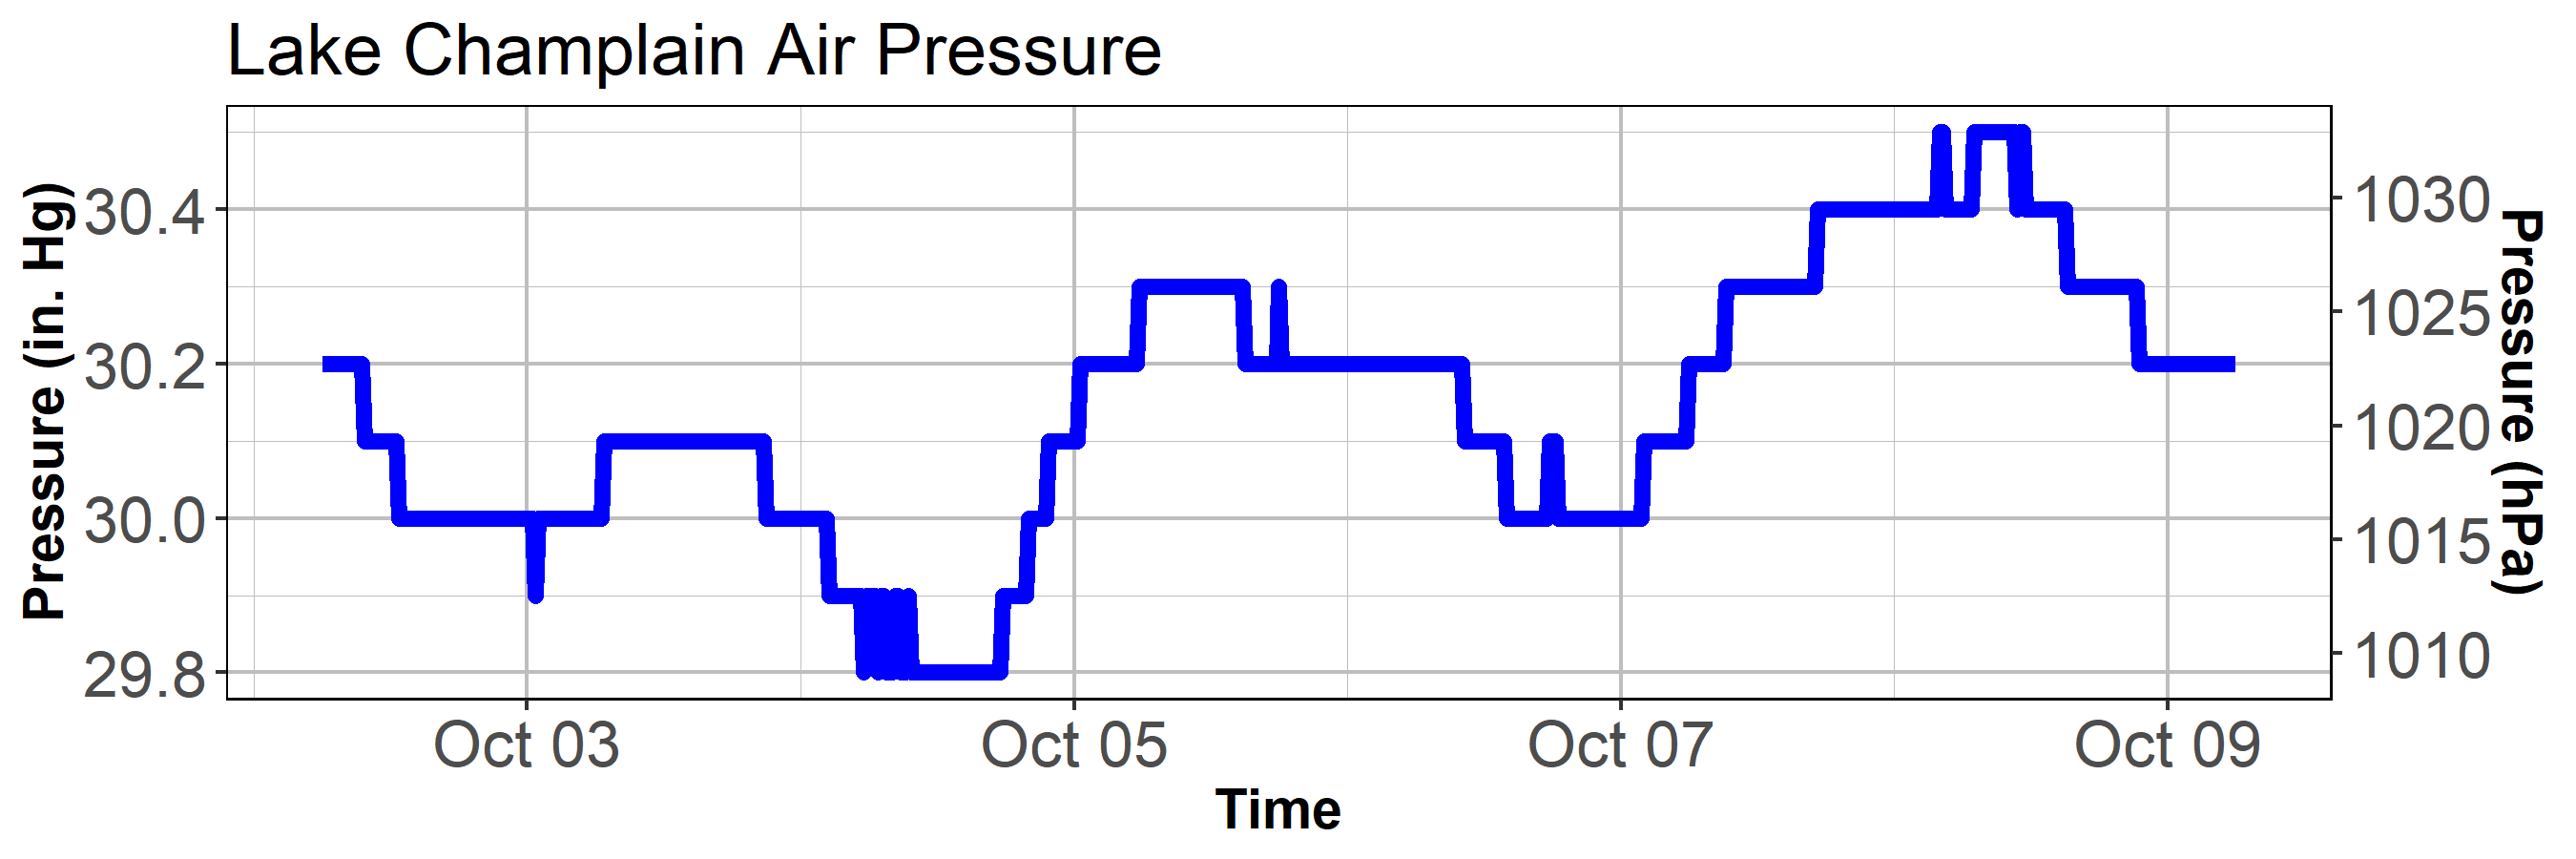 Lake Champlain Air Pressure
Pressure (in. Hg)
30.4
30.2
30.0
29.8
1030
1025
1020
1015
1010
Pressure (hPa)
Oct 03 Oct 05 Oct 07 Oct 09
Time